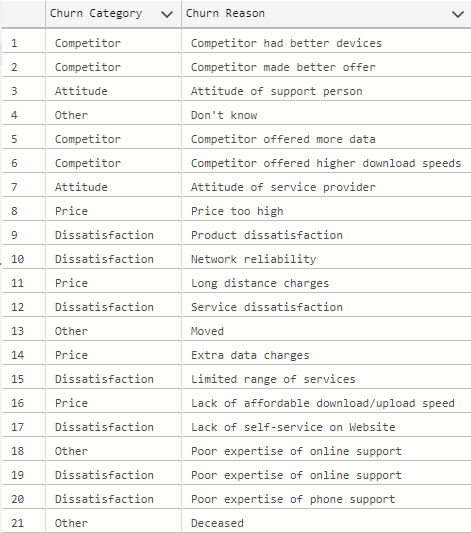 Churn Category Churn Reason
1 Competitor Competitor had better devices
2 Competitor Competitor made better offer
3 Attitude Attitude of support person
4 Other Don't know
5 Competitor Competitor offered more data
6 Competitor Competitor offered higher download speeds
7 Attitude Attitude of service provider
8 Price Price too high
9 Dissatisfaction Product dissatisfaction
10 Dissatisfaction Network reliability
11 Price Long distance charges
12 Dissatisfaction Service dissatisfaction
13 Other Moved
14 Price Extra data charges
15 Dissatisfaction Limited range of services
16 Price Lack of affordable download/upload speed
17 Dissatisfaction Lack of self-service on Website
18 Other Poor expertise of online support
19 Dissatisfaction Poor expertise of online support
20 Dissatisfaction Poor expertise of phone support
21 Other Deceased